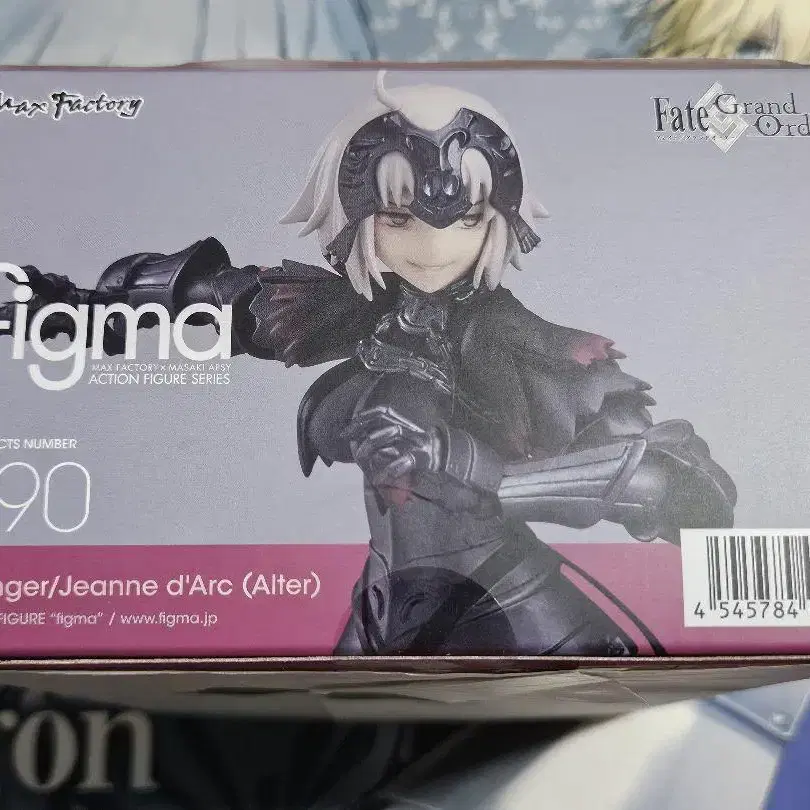 Max Factory
Fate Grand
Ord
figma
MAX FACTORY × MASAKI APSY
ACTION FIGURE SERIES
CTS NUMBER
90
nger/Jeanne d'Arc (Alter)
FIGURE "figma" / www.figma.jp
4 545784
ron